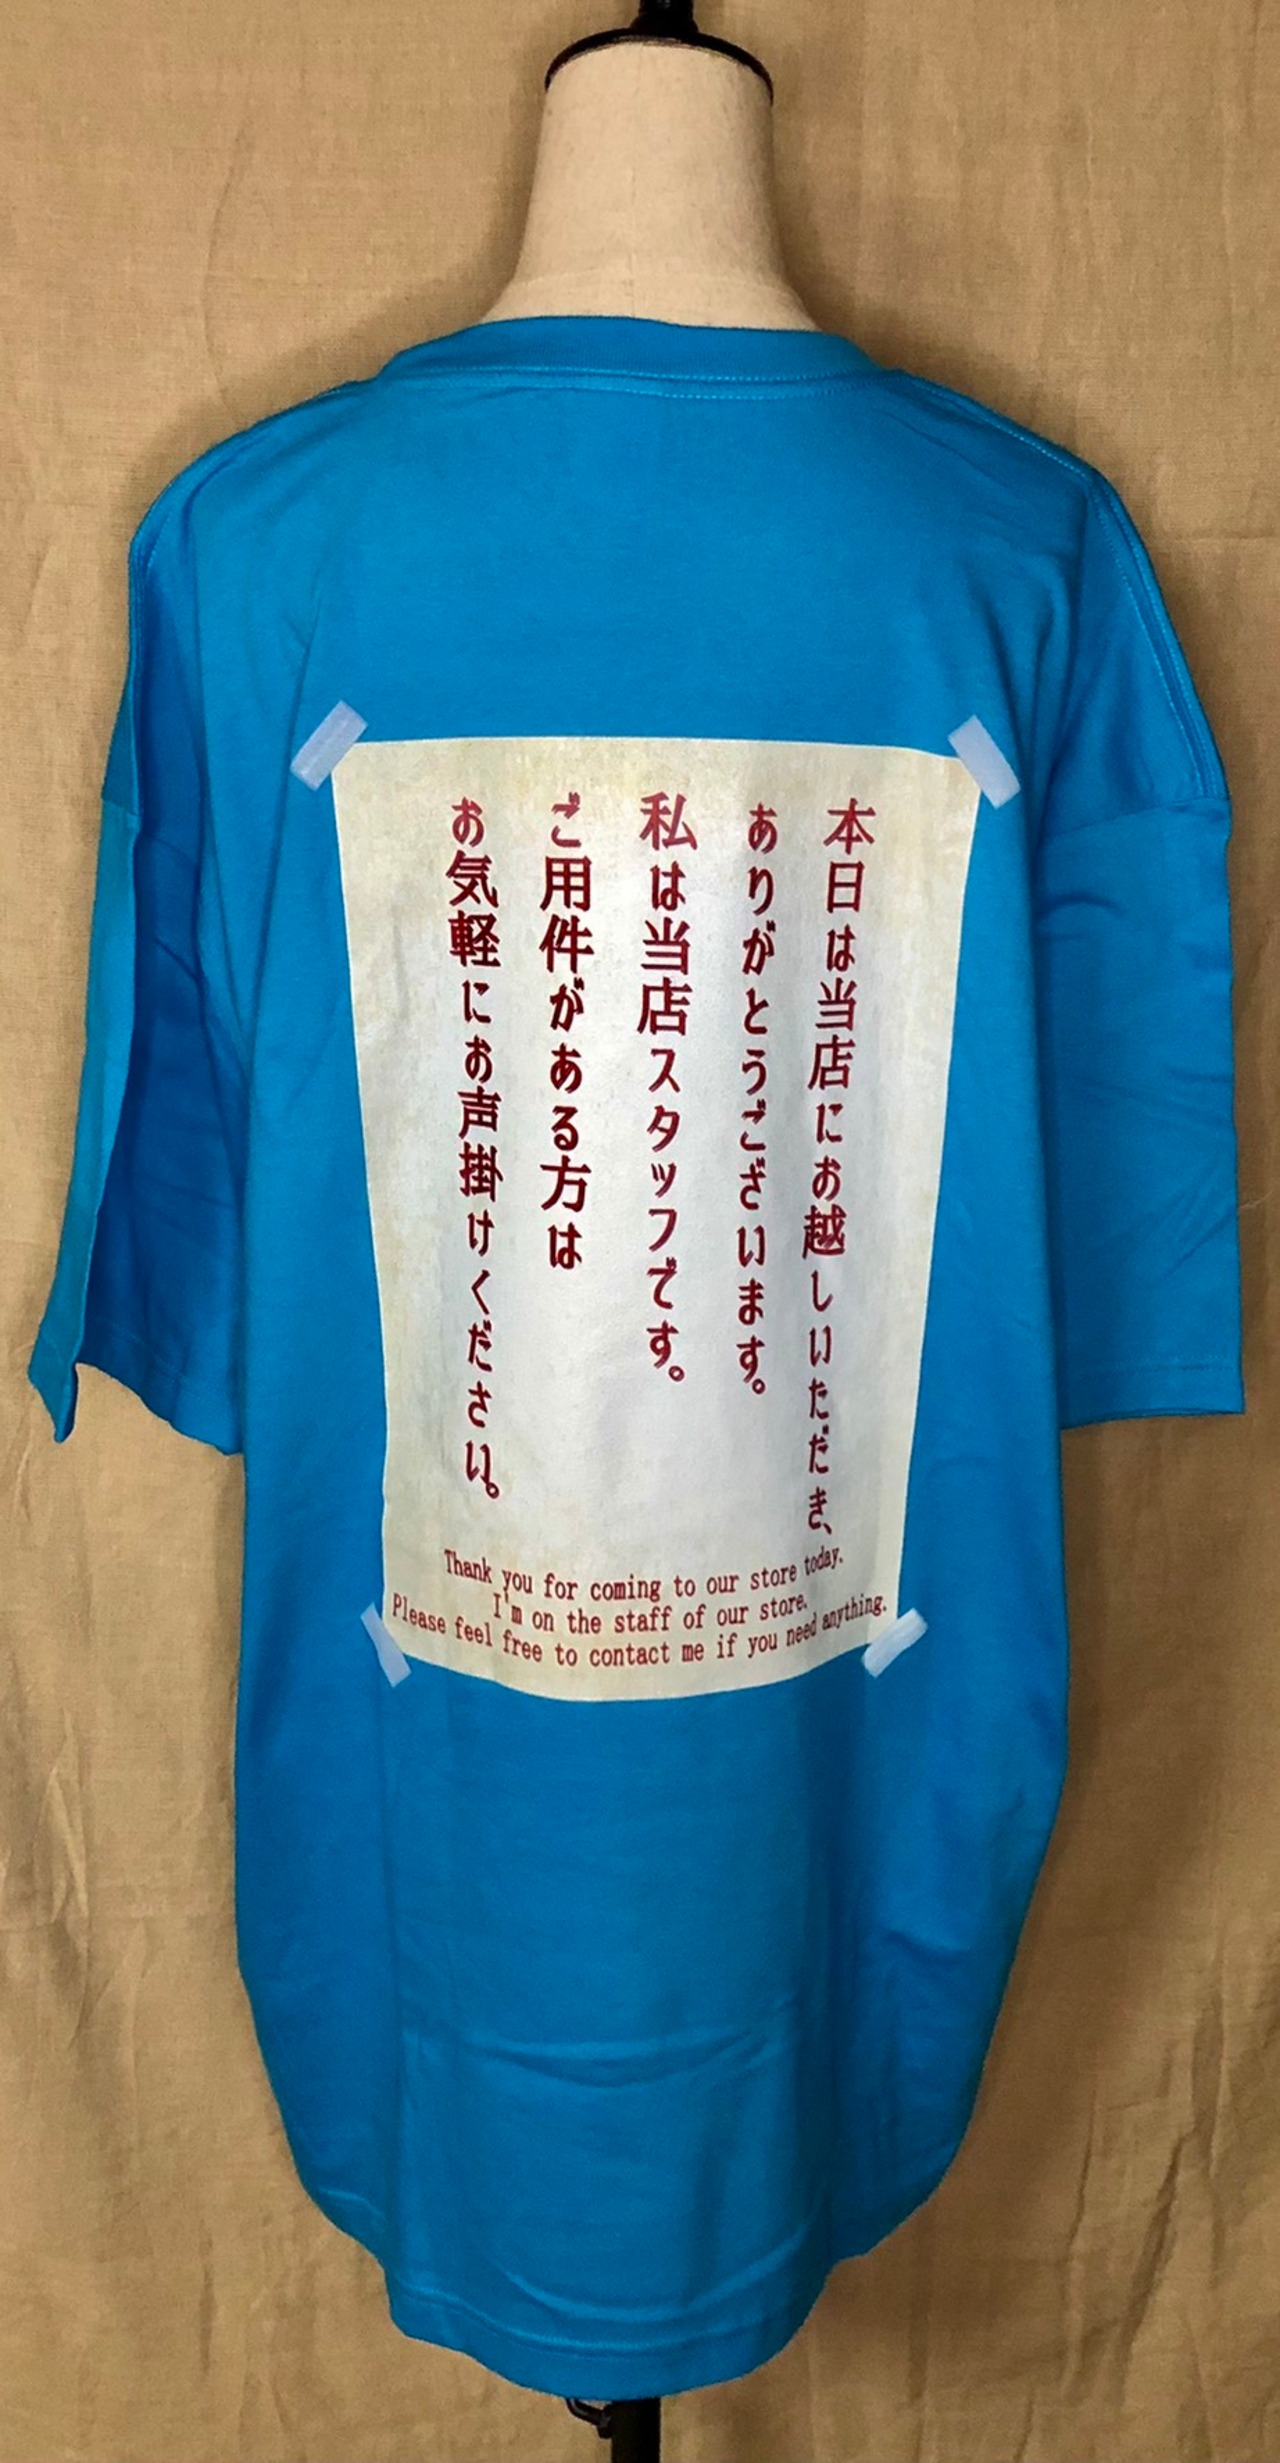 本日は当店にお越しいただき、
ありがとうございます。
私は当店スタッフです。
ご用件がある方は
お気軽にお声掛けください。
Thank you for coming to our store today.
I'm on the staff of our store.
Please feel free to contact me if you need anything.